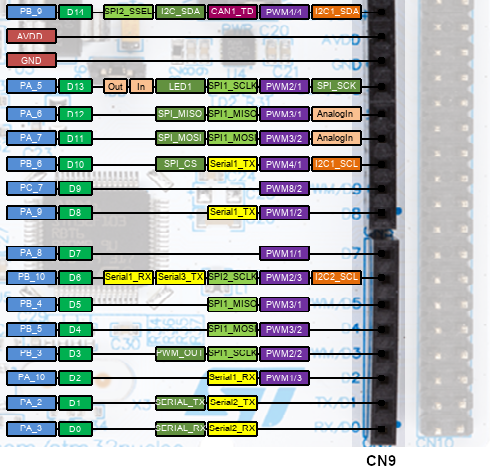 PB_9 D14 SPI2_SSEL I2C_SDA CAN1_TD PWM4/4 I2C1_SDA
AVDD
GND
PA_5 D13 Out In LED1 SPI1_SCLK PWM2/1 SPI_SCK
PA_6 D12 SPI_MISO SPI1_MISO PWM3/1 AnalogIn
PA_7 D11 SPI_MOSI SPI1_MOSI PWM3/2 AnalogIn
PB_6 D10 SPI_CS Serial1_TX PWM4/1 I2C1_SCL
PC_7 D9 PWM8/2
PA_9 D8 Serial1_TX PWM1/2
PA_8 D7 PWM1/1
PB_10 D6 Serial1_RX Serial3_TX SPI2_SCLK PWM2/3 I2C2_SCL
PB_4 D5 SPI1_MISO PWM3/1
PB_5 D4 SPI1_MOSI PWM3/2
PB_3 D3 PWM_OUT SPI1_SCLK PWM2/2
PA_10 D2 Serial1_RX PWM1/3
PA_2 D1 SERIAL_TX Serial2_TX
PA_3 D0 SERIAL_RX Serial2_RX
CN10
CN9